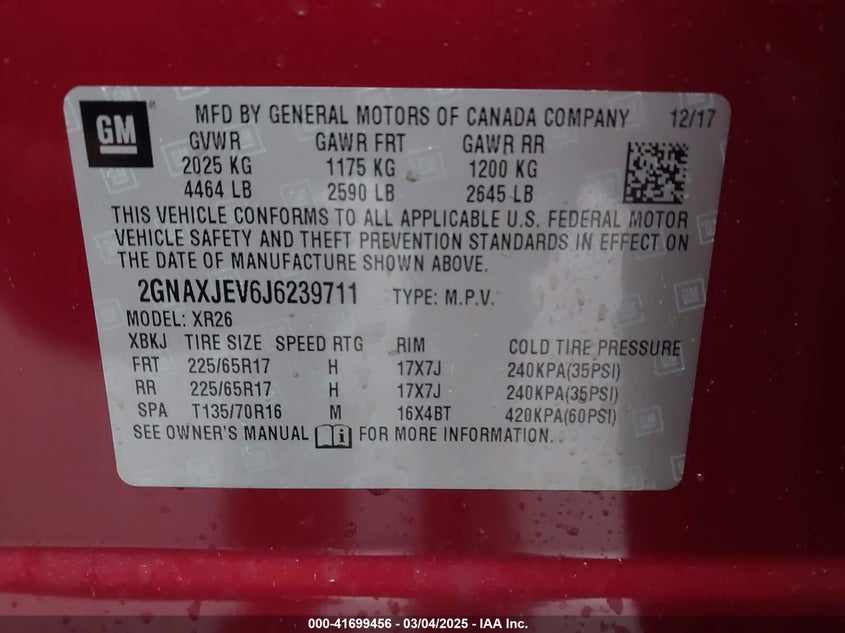 GM ® MFD BY GENERAL MOTORS OF CANADA COMPANY 12/17
GVWR GAWR FRT GAWR RR
2025 KG 1175 KG 1200 KG
4464 LB 2590 LB 2645 LB
THIS VEHICLE CONFORMS TO ALL APPLICABLE U.S. FEDERAL MOTOR
VEHICLE SAFETY AND THEFT PREVENTION STANDARDS IN EFFECT ON
THE DATE OF MANUFACTURE SHOWN ABOVE.
2GNAXJEV6J6239711 TYPE: M.P.V.
MODEL: XR26
XBKJ TIRE SIZE SPEED RTG RIM COLD TIRE PRESSURE
FRT 225/65R17 H 17X7J 240KPA(35PSI)
RR 225/65R17 H 17X7J 240KPA(35PSI)
SPA T135/70R16 M 16X4BT 420KPA(60PSI)
SEE OWNER'S MANUAL i FOR MORE INFORMATION.
000-41699456 - 03/04/2025 - IAA Inc.